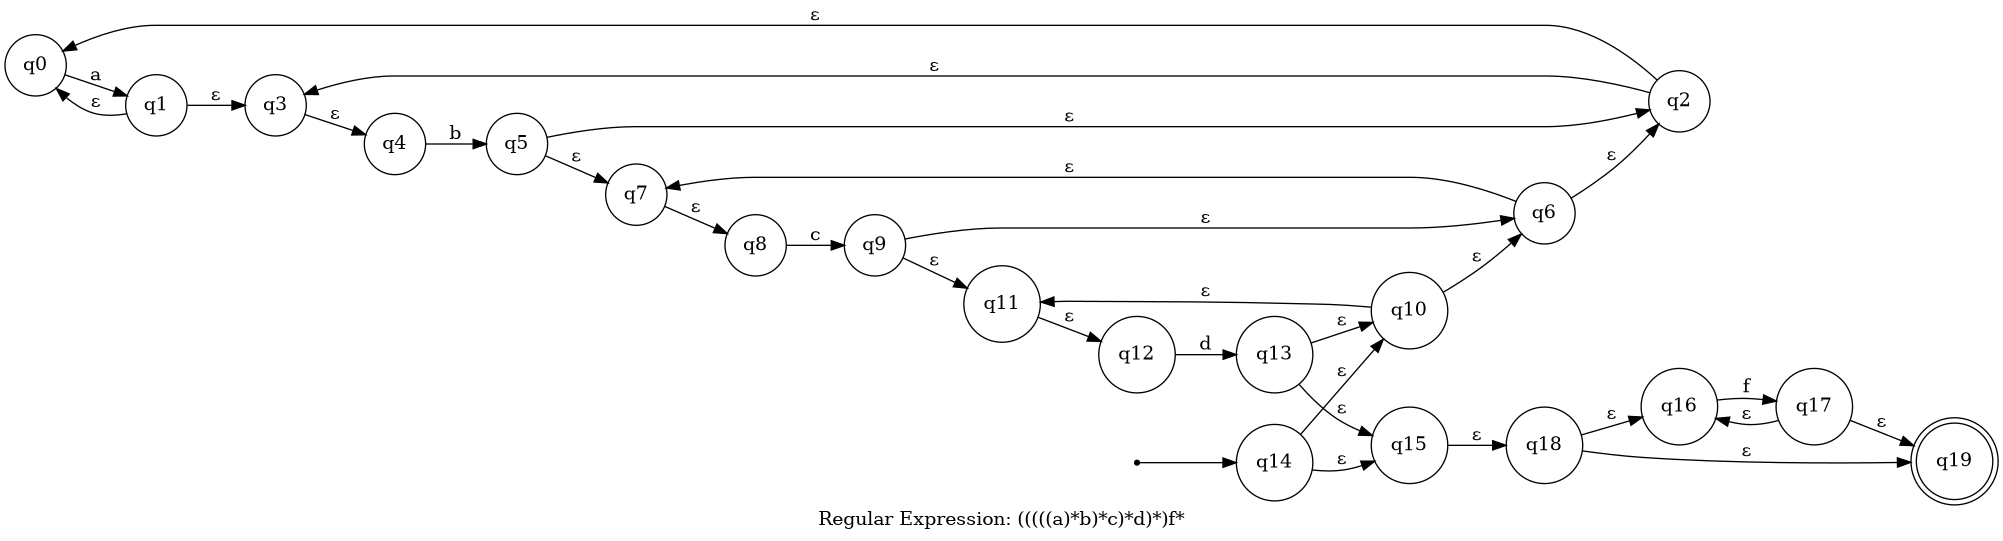 ε
q0
a
ε
q1
ε
q3
ε
q2
ε
q4
b
q5
ε
ε
q7
ε
q6
ε
ε
q8
c
q9
ε
ε
q11
ε
q10
ε
ε
q12
d
q13
ε
ε
ε
q14
ε
q15
ε
q18
ε
q16
f
q17
ε
ε
ε
q19
Regular Expression: (((((a)*b)*c)*d)*)f*